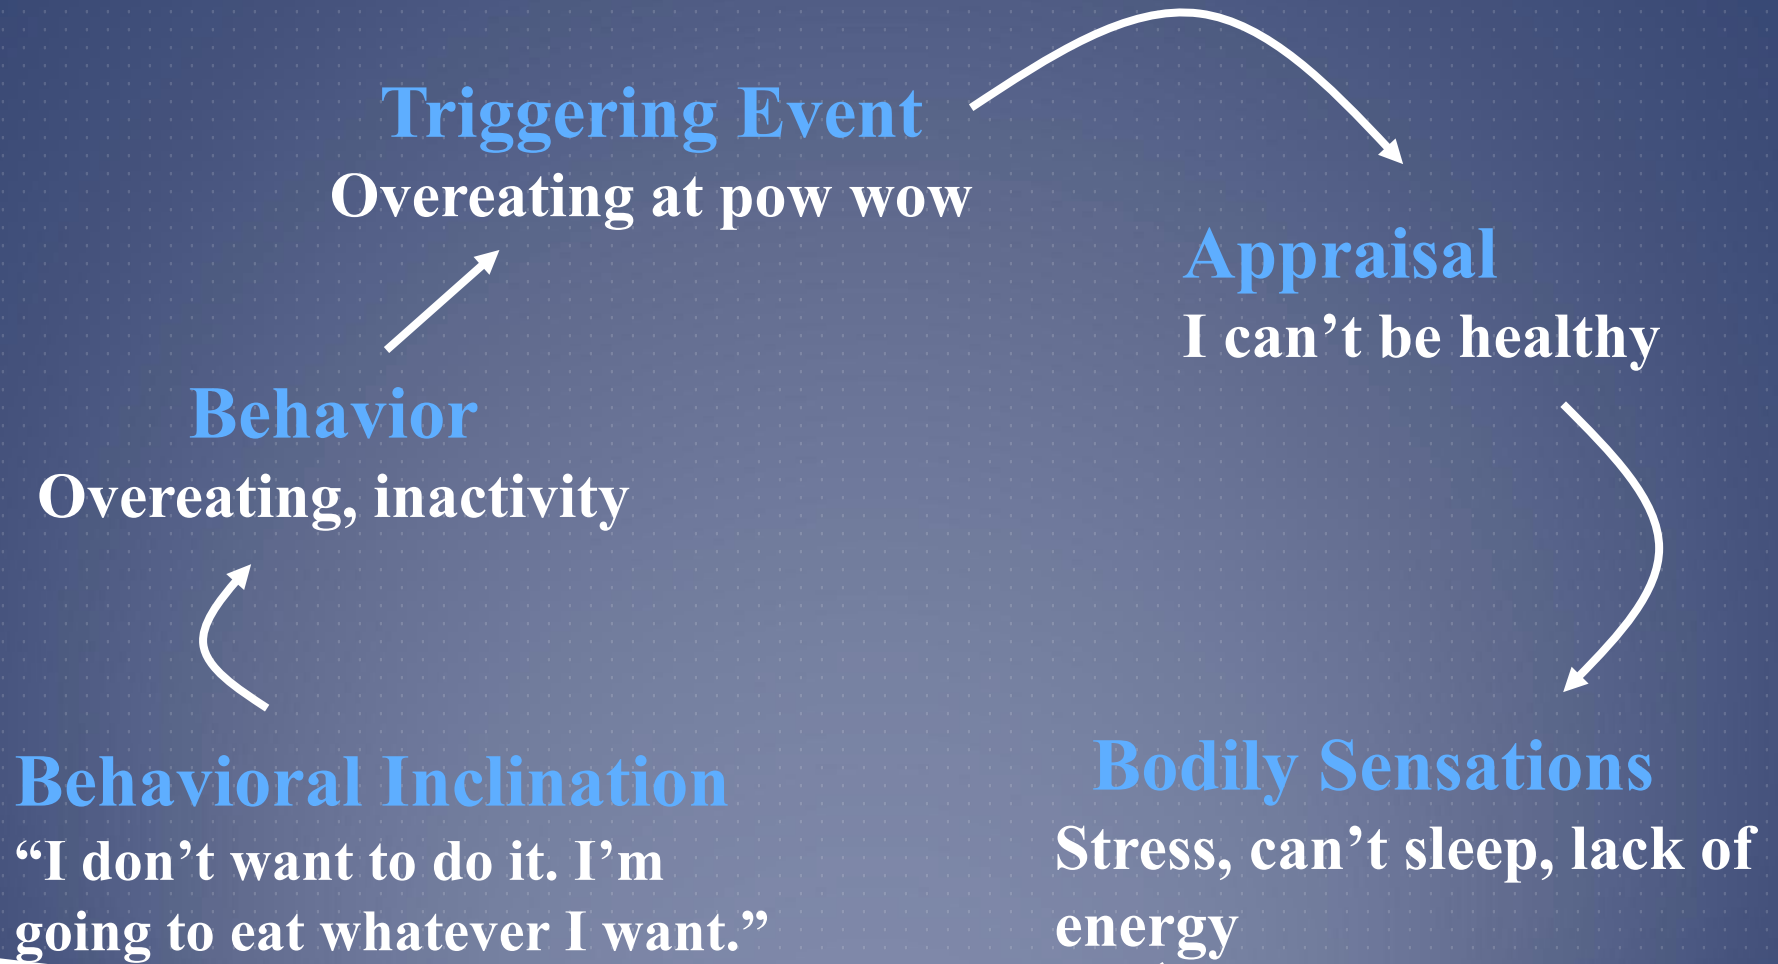 Triggering Event
Overeating at pow wow
Appraisal
I can’t be healthy
Bodily Sensations
Stress, can’t sleep, lack of
energy
Behavioral Inclination
“I don’t want to do it. I’m
going to eat whatever I want.”
Behavior
Overeating, inactivity